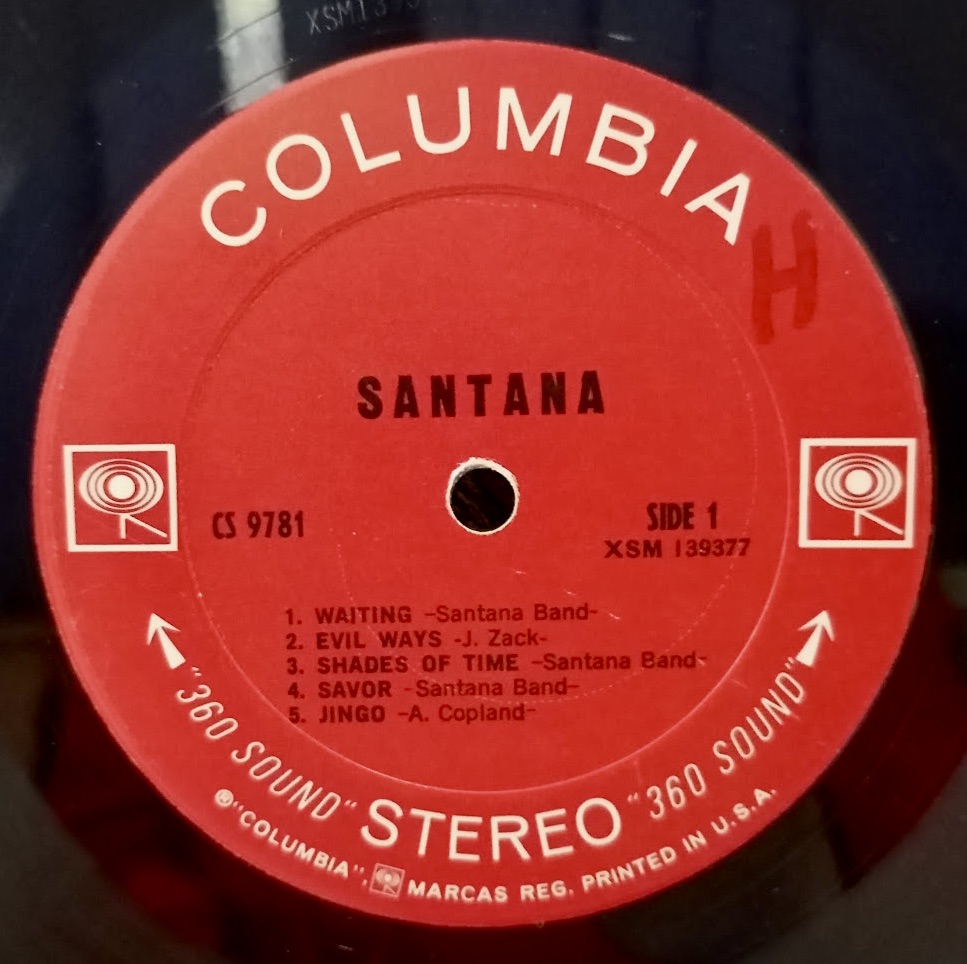 XSM139
COLUMBIA
H
SANTANA
CS 9781
SIDE 1
XSM 139377
1. WAITING –Santana Band–
2. EVIL WAYS -J. Zack-
3. SHADES OF TIME –Santana Band-
4. SAVOR -Santana Band–
5. JINGO –A. Copland–
"360 SOUND" STEREO "360 SOUND"
®"COLUMBIA", MARCAS REG. PRINTED IN U.S.A.